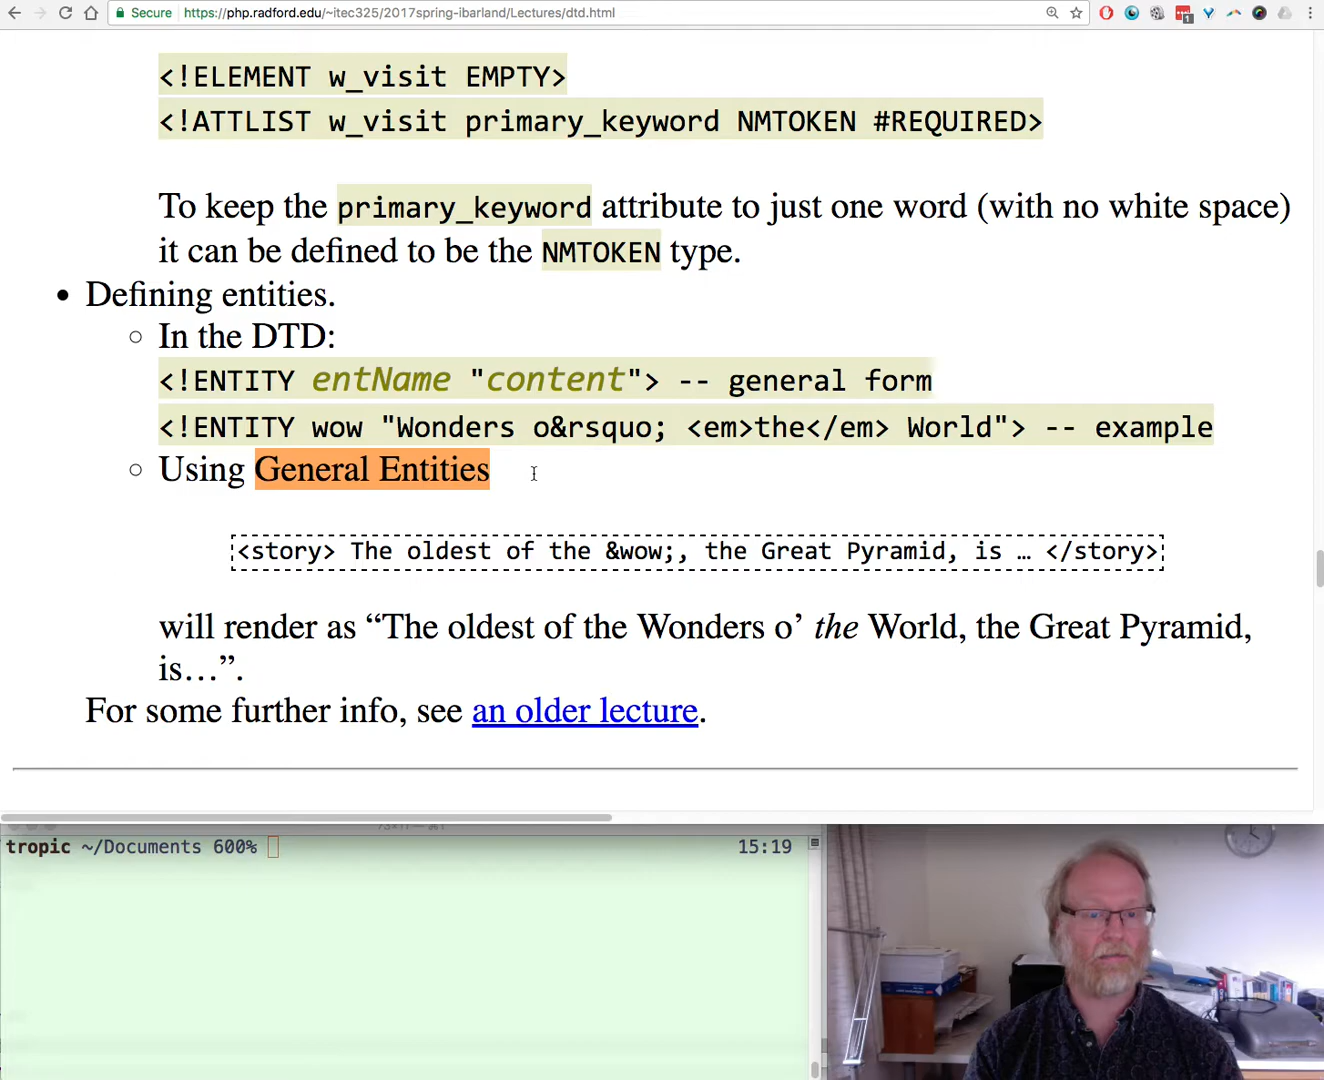 Secure https://php.radford.edu/~itec325/2017spring-ibarland/Lectures/dtd.html
<!ELEMENT w_visit EMPTY>
<!ATTLIST w_visit primary_keyword NMTOKEN #REQUIRED>
To keep the primary_keyword attribute to just one word (with no white space)
it can be defined to be the NMTOKEN type.
• Defining entities.
◦ In the DTD:
<!ENTITY entName "content"> -- general form
<!ENTITY wow "Wonders o&rsquo; <em>the</em> World"> -- example
◦ Using General Entities
<story> The oldest of the &wow;, the Great Pyramid, is … </story>
will render as “The oldest of the Wonders o’ the World, the Great Pyramid,
is…”.
For some further info, see an older lecture.
tropic ~/Documents 600% 15:19